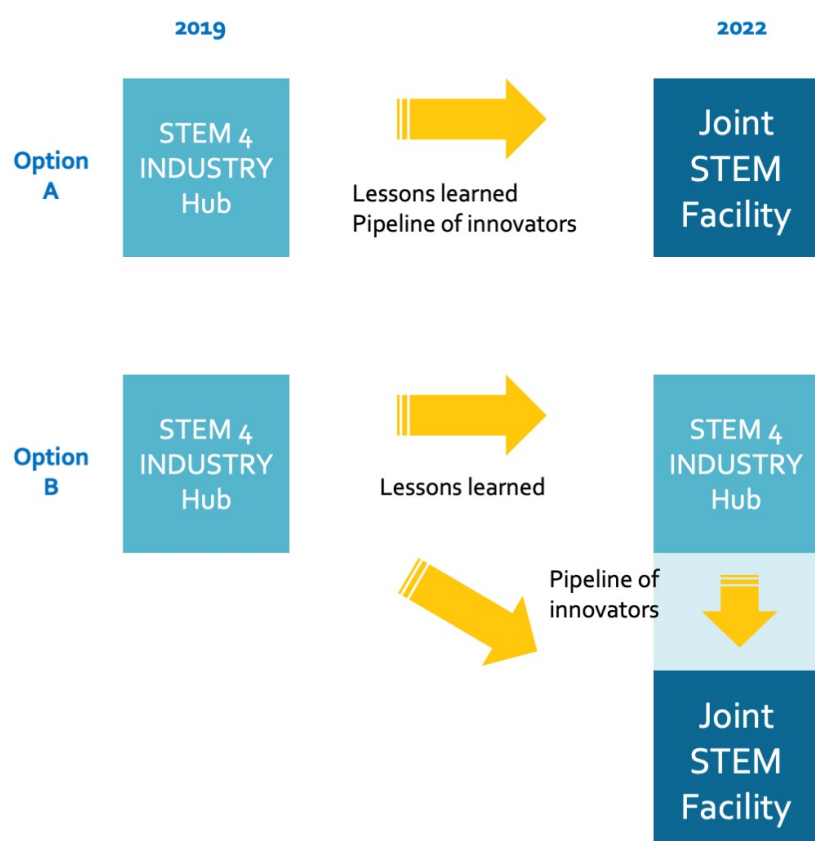 2019
2022
Option
A
STEM 4
INDUSTRY
Hub
Lessons learned
Pipeline of innovators
Joint
STEM
Facility
Option
B
STEM 4
INDUSTRY
Hub
Lessons learned
STEM 4
INDUSTRY
Hub
Pipeline of
innovators
Joint
STEM
Facility